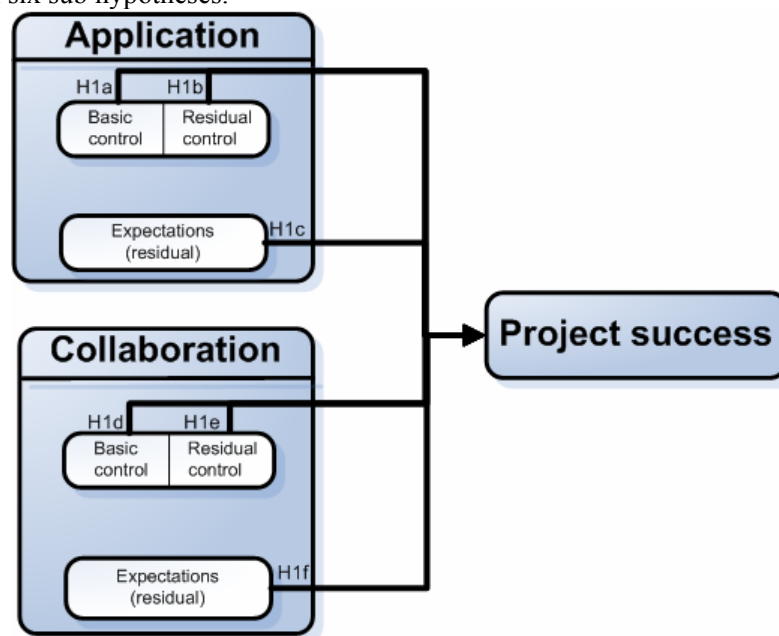 six sub hypotheses.
Application
H1a H1b
Basic control
Residual control
Expectations
(residual)
H1c
Project success
Collaboration
H1d H1e
Basic control
Residual control
Expectations
(residual)
H1f